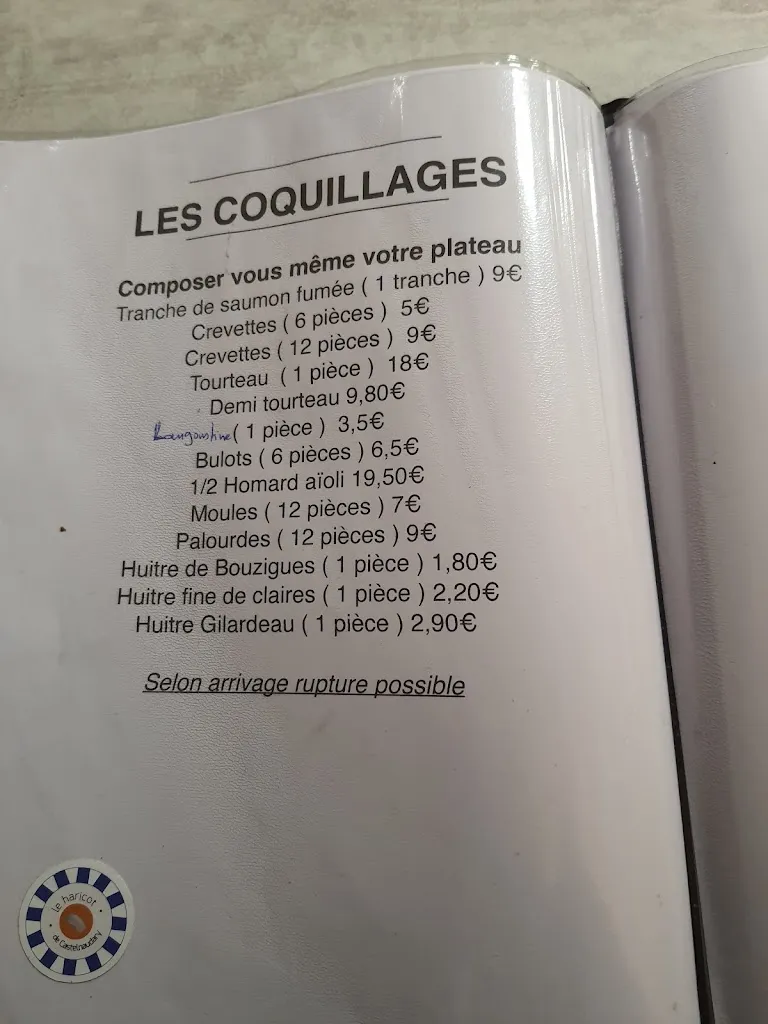 LES COQUILLAGES
Composer vous même votre plateau
Tranche de saumon fumée ( 1 tranche ) 9€
Crevettes ( 6 pièces ) 5€
Crevettes ( 12 pièces ) 9€
Tourteau ( 1 pièce ) 18€
Demi tourteau 9,80€
Langoustine ( 1 pièce ) 3,5€
Bulots ( 6 pièces ) 6,5€
1/2 Homard aïoli 19,50€
Moules ( 12 pièces ) 7€
Palourdes ( 12 pièces ) 9€
Huitre de Bouzigues ( 1 pièce ) 1,80€
Huitre fine de claires ( 1 pièce ) 2,20€
Huitre Gilardeau ( 1 pièce ) 2,90€
Selon arrivage rupture possible
Le haricot
de Castelnaudary